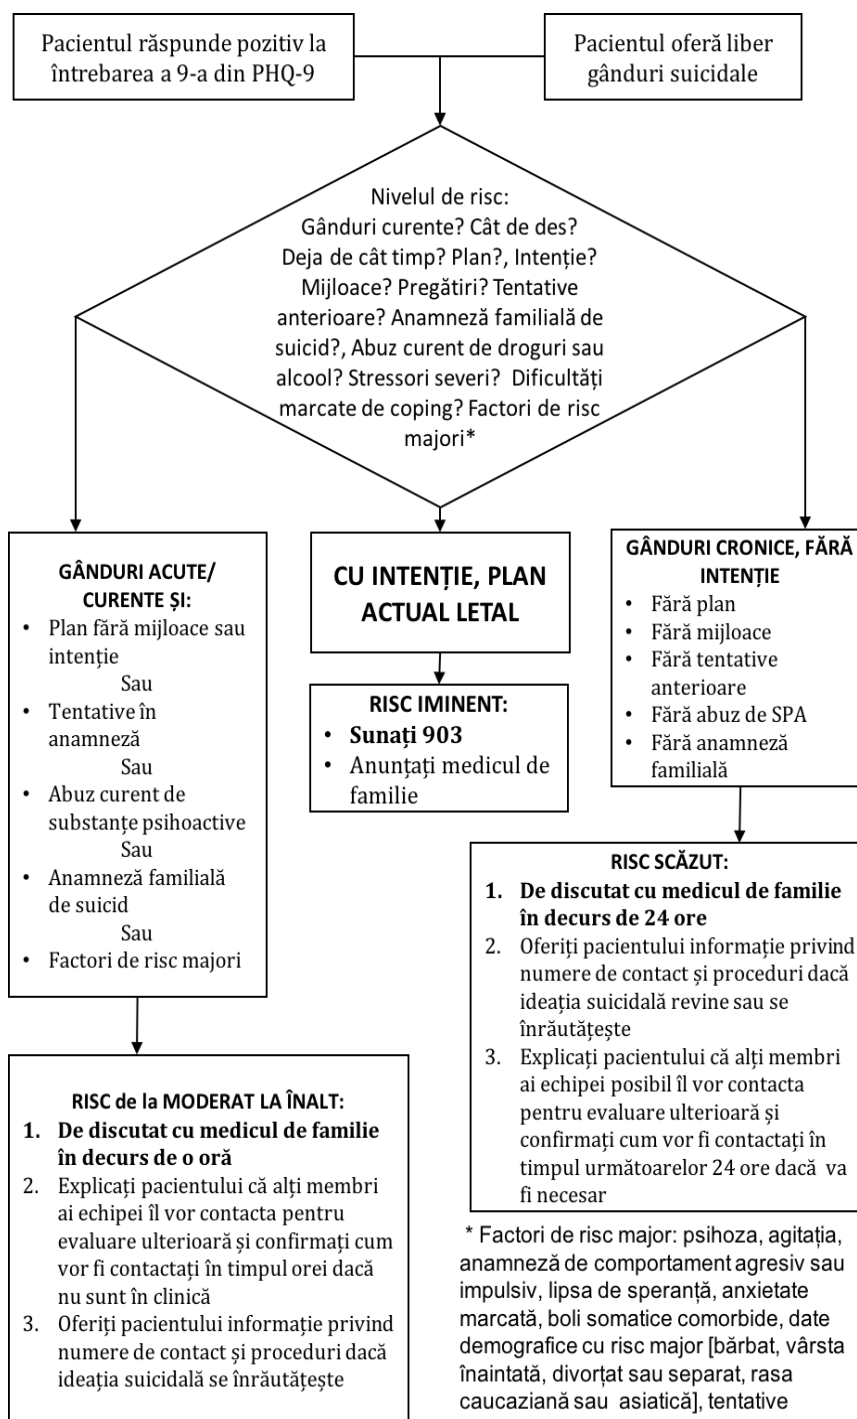 Pacientul răspunde pozitiv la
întrebarea a 9-a din PHQ-9
Pacientul oferă liber
gânduri suicidale
Nivelul de risc:
Gânduri curente? Cât de des?
Deja de cât timp? Plan?, Intenție?
Mijloace? Pregătiri? Tentative
anterioare? Anamneză familială de
suicid?, Abuz curent de droguri sau
alcool? Stressori severi? Dificultăți
marcate de coping? Factori de risc
majori*
GÂNDURI ACUTE/
CURENTE ȘI:
• Plan fără mijloace sau
intenție
Sau
• Tentative în
anamneză
Sau
• Abuz curent de
substanțe psihoactive
Sau
• Anamneză familială
de suicid
Sau
• Factori de risc majori
CU INTENȚIE, PLAN
ACTUAL LETAL
RISC IMINENT:
• Sunați 903
• Anunțați medicul de
familie
GÂNDURI CRONICE, FĂRĂ
INTENȚIE
• Fără plan
• Fără mijloace
• Fără tentative
anterioare
• Fără abuz de SPA
• Fără anamneză
familială
RISC de la MODERAT LA ÎNALT:
1. De discutat cu medicul de familie
în decurs de o oră
2. Explicați pacientului că alți membri
ai echipei îl vor contacta pentru
evaluare ulterioară și confirmați cum
vor fi contactați în timpul orei dacă
nu sunt în clinică
3. Oferiți pacientului informație privind
numere de contact și proceduri dacă
ideația suicidală se înrăutățește
RISC SCĂZUT:
1. De discutat cu medicul de familie
în decurs de 24 ore
2. Oferiți pacientului informație privind
numere de contact și proceduri dacă
ideația suicidală revine sau se
înrăutățește
3. Explicați pacientului că alți membri
ai echipei posibil îl vor contacta
pentru evaluare ulterioară și
confirmați cum vor fi contactați în
timpul următoarelor 24 ore dacă va
fi necesar
* Factori de risc major: psihoza, agitația,
anamneză de comportament agresiv sau
impulsiv, lipsa de speranță, anxietate
marcată, boli somatice comorbide, date
demografice cu risc major [bărbat, vârsta
înaintată, divorțat sau separat, rasa
caucaziană sau asiatică], tentative